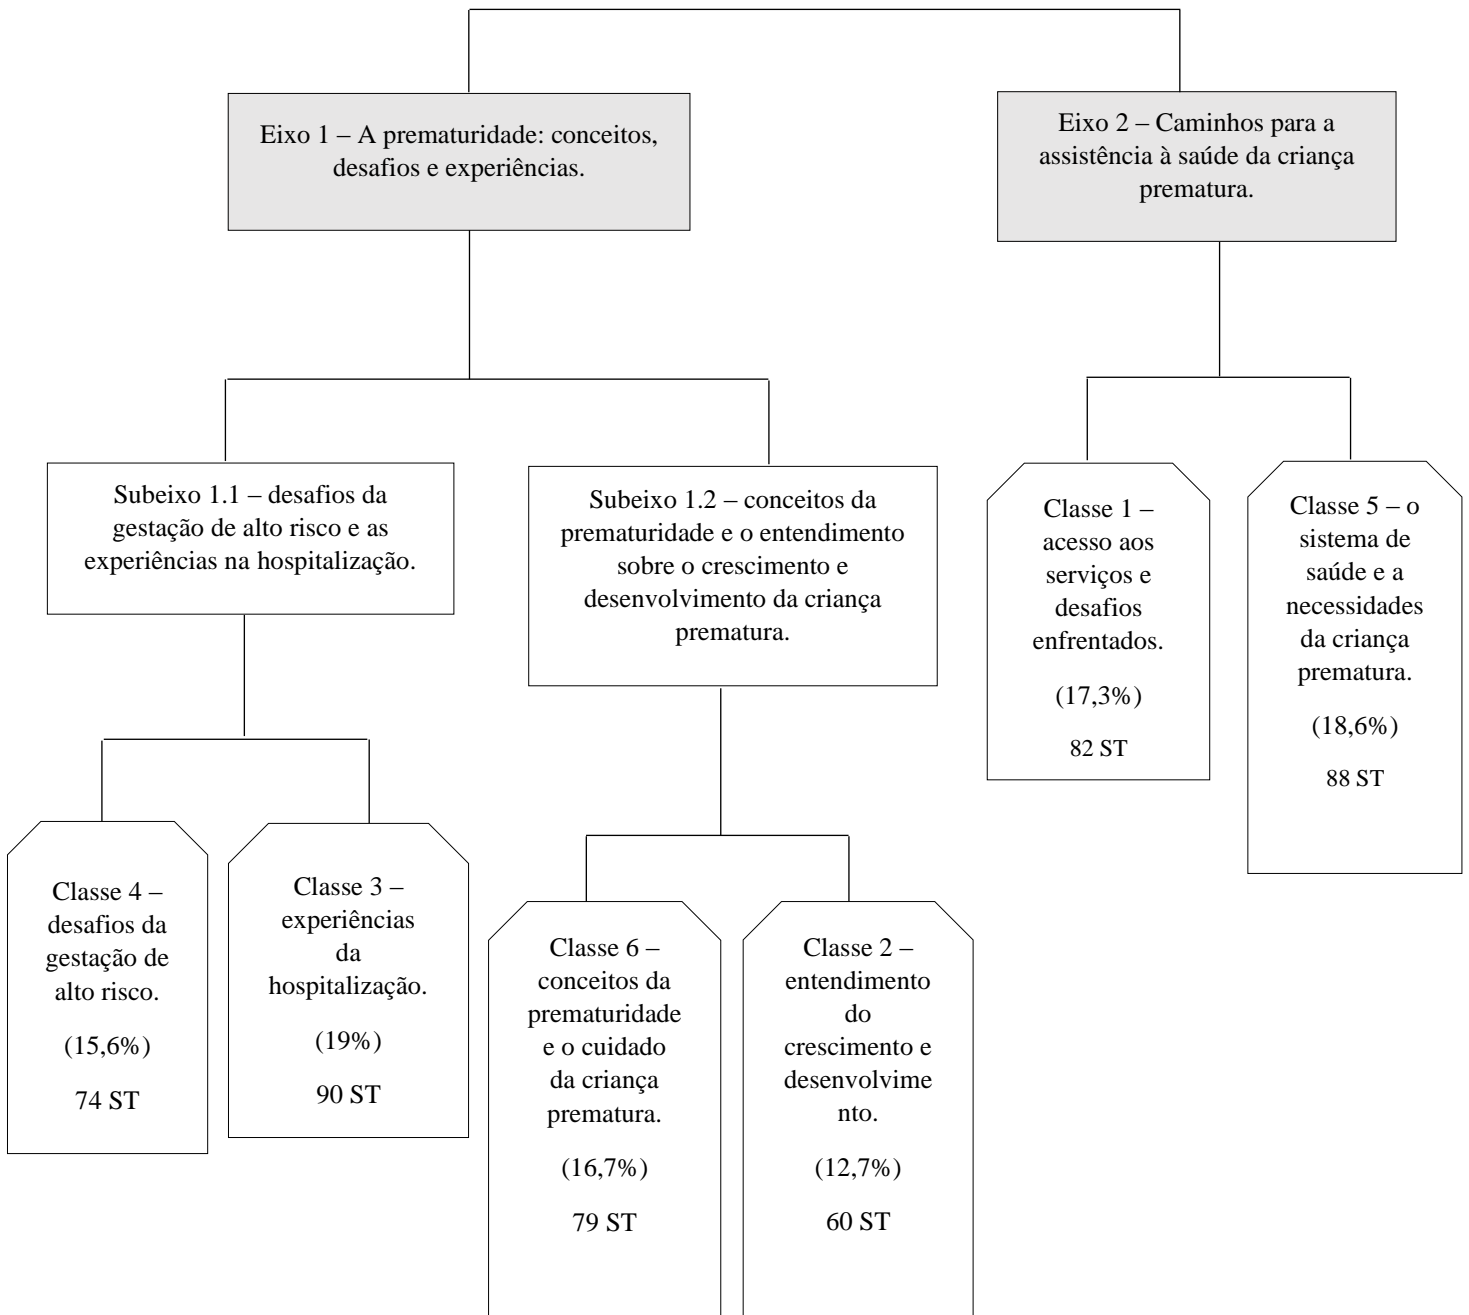 Eixo 1 – A prematuridade: conceitos,
desafios e experiências.
Eixo 2 – Caminhos para a
assistência à saúde da criança
prematura.
Subeixo 1.1 – desafios da
gestação de alto risco e as
experiências na hospitalização.
Subeixo 1.2 – conceitos da
prematuridade e o entendimento
sobre o crescimento e
desenvolvimento da criança
prematura.
Classe 1 –
acesso aos
serviços e
desafios
enfrentados.
(17,3%)
82 ST
Classe 5 – o
sistema de
saúde e a
necessidades
da criança
prematura.
(18,6%)
88 ST
Classe 4 –
desafios da
gestação de
alto risco.
(15,6%)
74 ST
Classe 3 –
experiências
da
hospitalização.
(19%)
90 ST
Classe 6 –
conceitos da
prematuridade
e o cuidado
da criança
prematura.
(16,7%)
79 ST
Classe 2 –
entendimento
do
crescimento e
desenvolvime
nto.
(12,7%)
60 ST